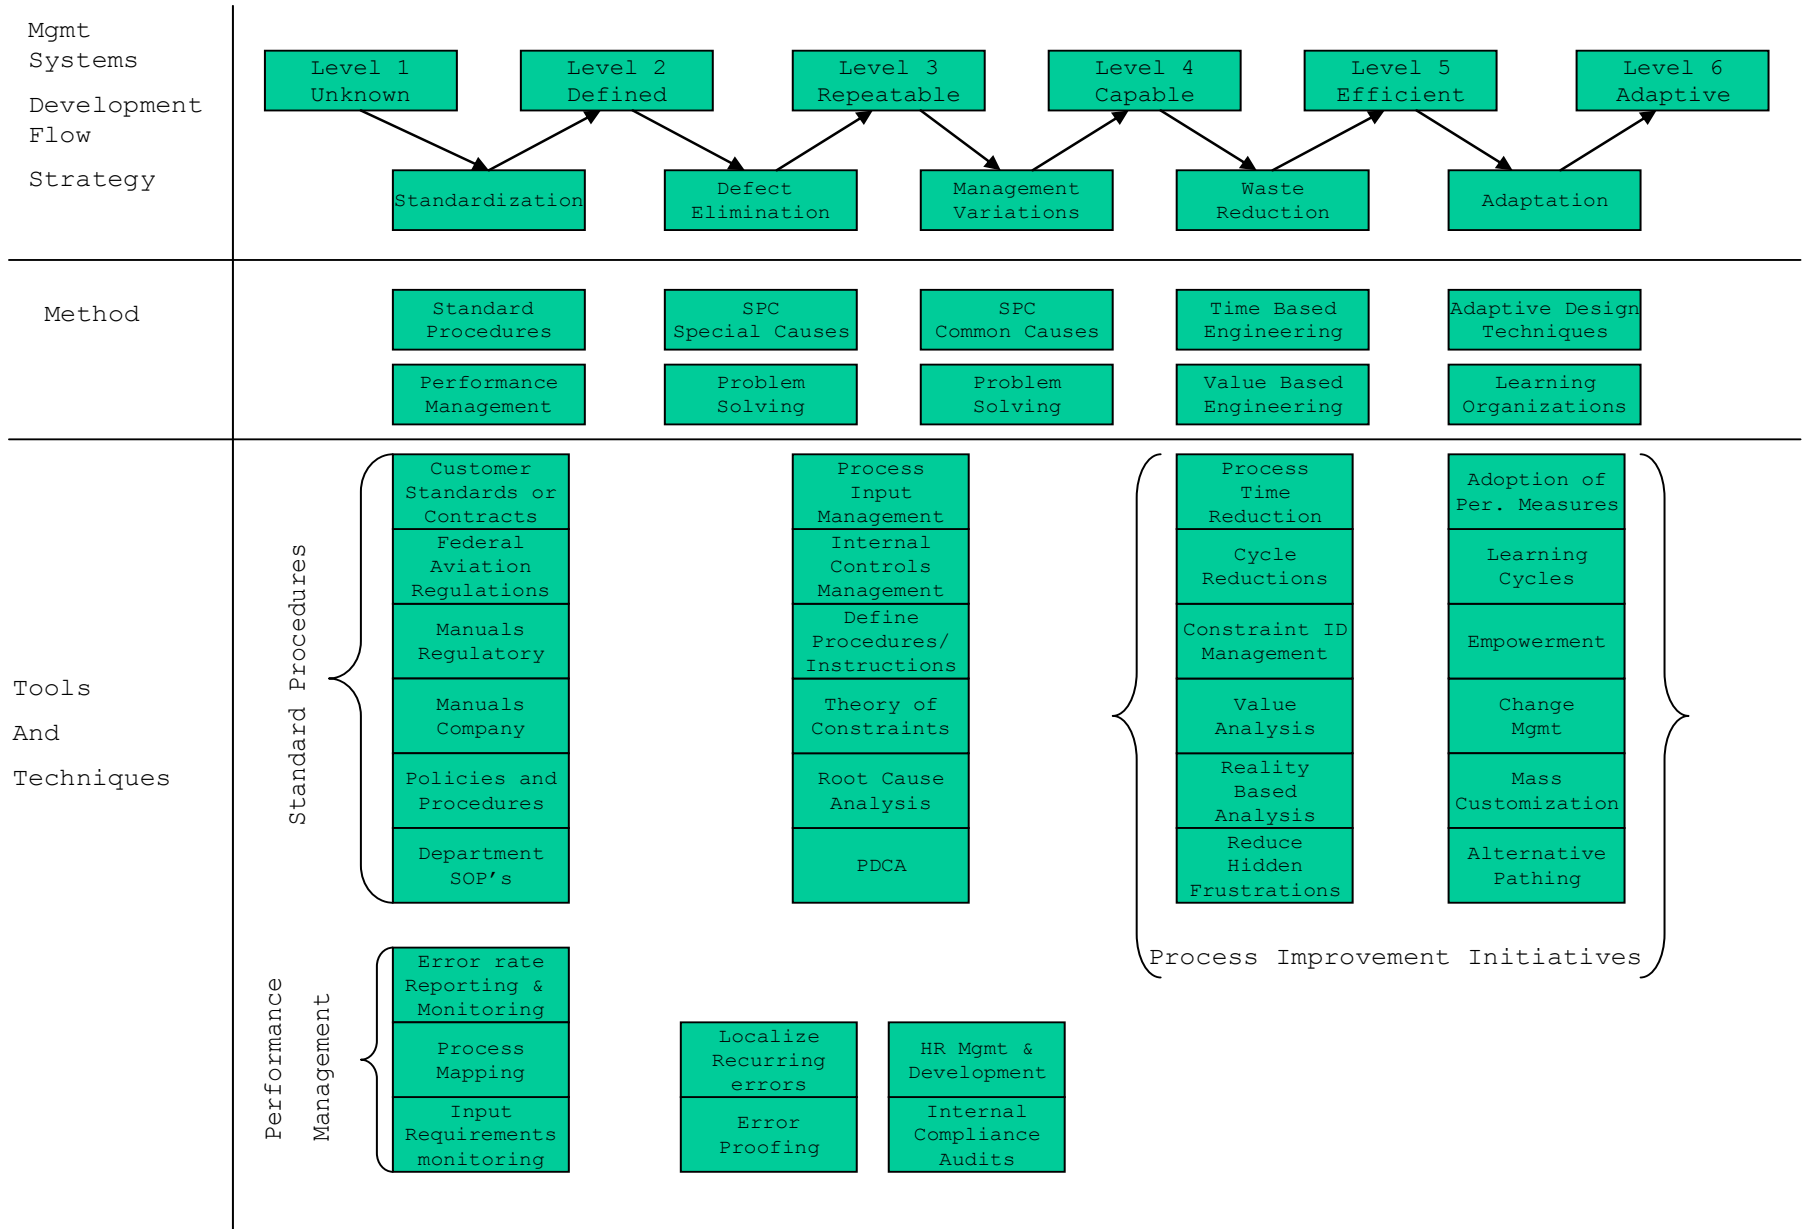 Mgmt
Systems
Development
Flow
Strategy
Level 1
Unknown
Level 2
Defined
Level 3
Repeatable
Level 4
Capable
Level 5
Efficient
Level 6
Adaptive
Standardization
Defect
Elimination
Management
Variations
Waste
Reduction
Adaptation
Method
Standard
Procedures
SPC
Special Causes
SPC
Common Causes
Time Based
Engineering
Adaptive Design
Techniques
Performance
Management
Problem
Solving
Problem
Solving
Value Based
Engineering
Learning
Organizations
Tools
And
Techniques
Standard Procedures
Customer
Standards or
Contracts
Federal
Aviation
Regulations
Manuals
Regulatory
Manuals
Company
Policies and
Procedures
Department
SOP’s
Process
Input
Management
Internal
Controls
Management
Define
Procedures/
Instructions
Theory of
Constraints
Root Cause
Analysis
PDCA
Process
Time
Reduction
Cycle
Reductions
Constraint ID
Management
Value
Analysis
Reality
Based
Analysis
Reduce
Hidden
Frustrations
Adoption of
Per. Measures
Learning
Cycles
Empowerment
Change
Mgmt
Mass
Customization
Alternative
Pathing
Process Improvement Initiatives
Performance
Management
Error rate
Reporting &
Monitoring
Process
Mapping
Input
Requirements
monitoring
Localize
Recurring
errors
Error
Proofing
HR Mgmt &
Development
Internal
Compliance
Audits